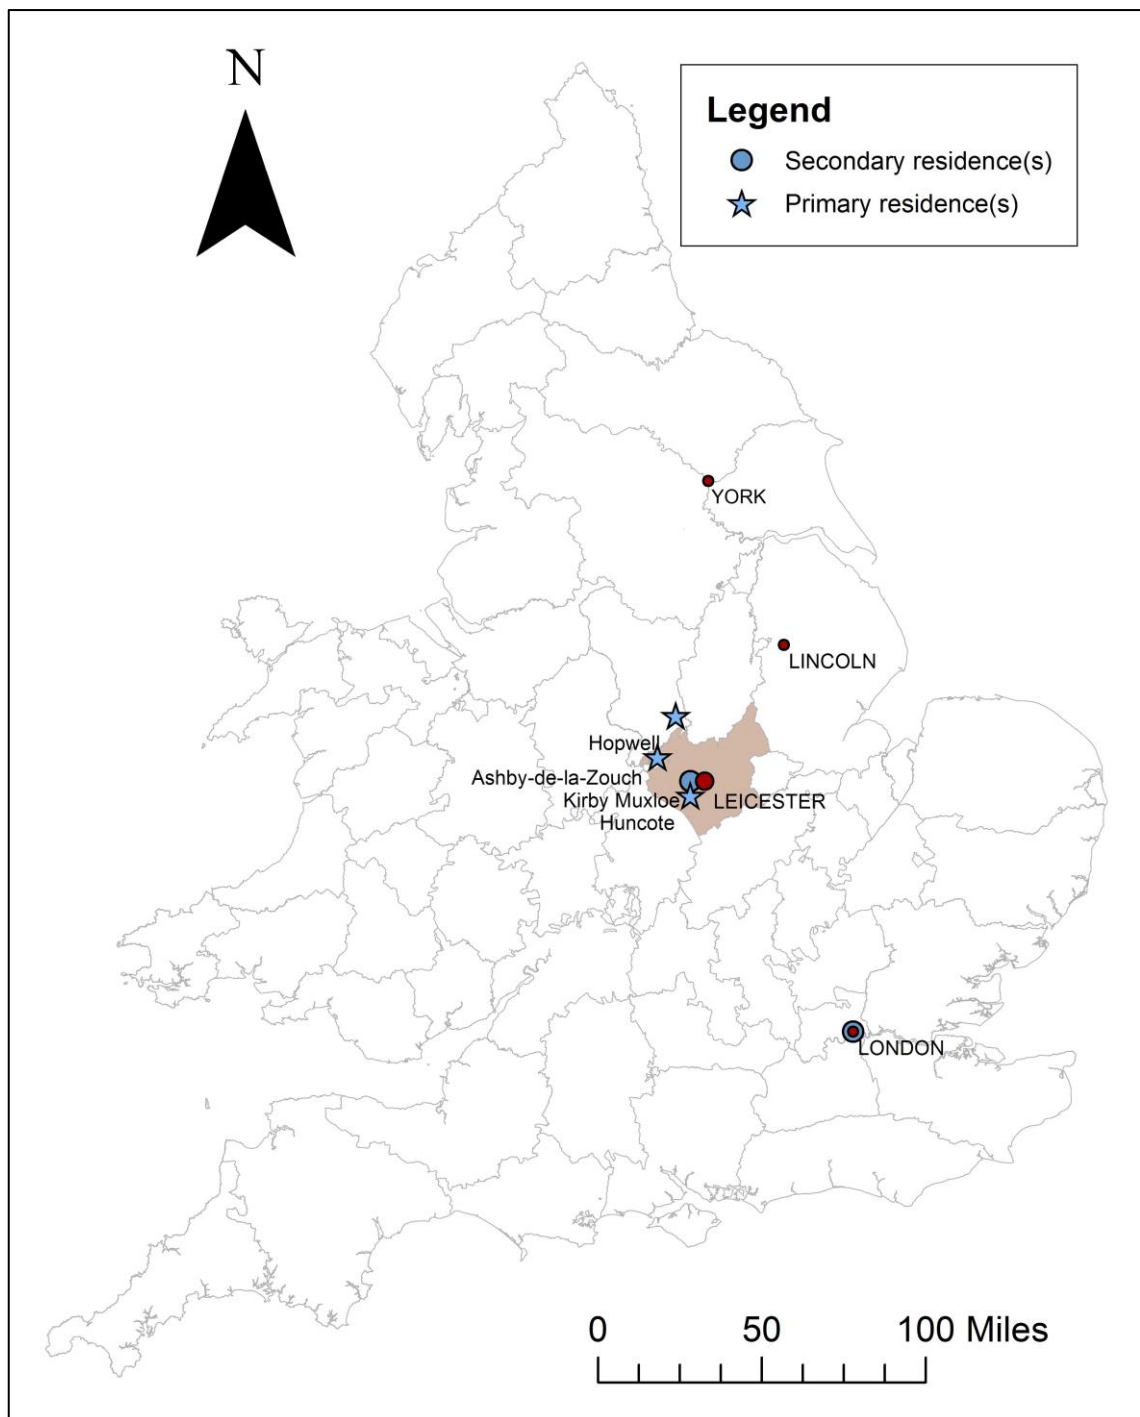 N
Legend
Secondary residence(s)
Primary residence(s)
YORK
LINCOLN
Hopwell
Ashby-de-la-Zouch
Kirby Muxloe
LEICESTER
Huncote
LONDON
0 50 100 Miles